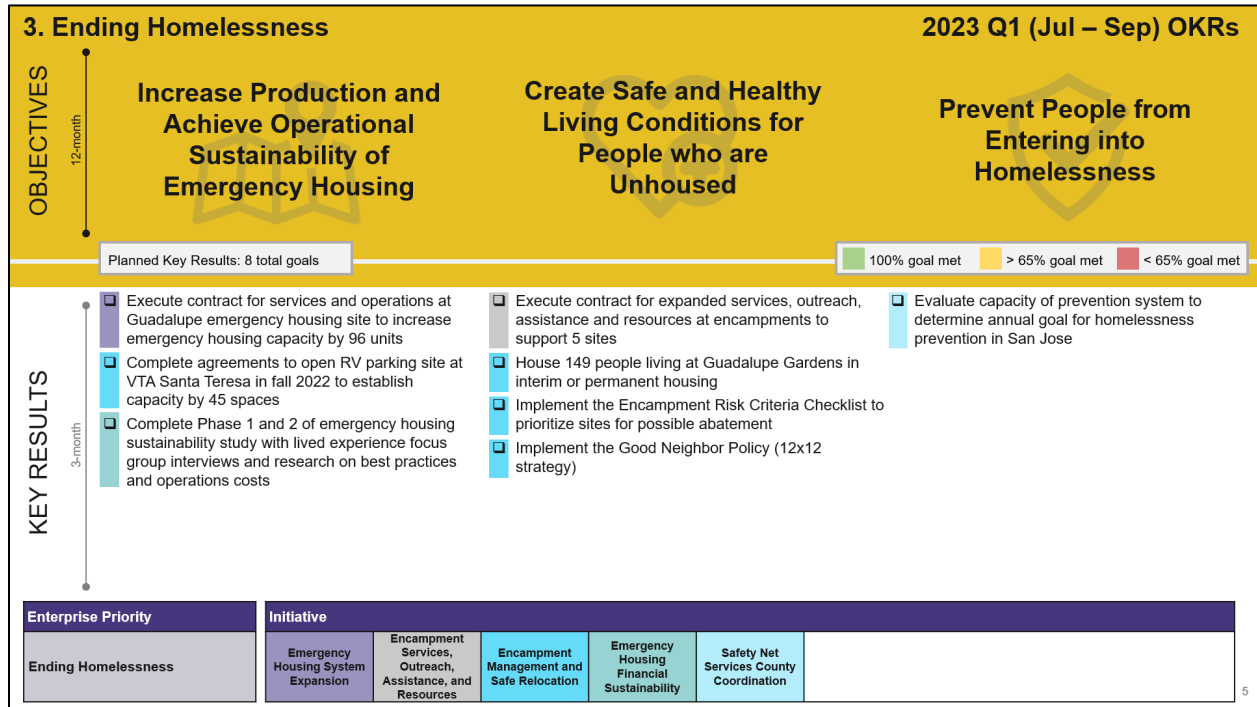 3. Ending Homelessness
2023 Q1 (Jul – Sep) OKRs
OBJECTIVES
12-month
Increase Production and
Achieve Operational
Sustainability of
Emergency Housing
Create Safe and Healthy
Living Conditions for
People who are
Unhoused
Prevent People from
Entering into
Homelessness
Planned Key Results: 8 total goals
100% goal met
> 65% goal met
< 65% goal met
KEY RESULTS
3-month
Execute contract for services and operations at
Guadalupe emergency housing site to increase
emergency housing capacity by 96 units
Complete agreements to open RV parking site at
VTA Santa Teresa in fall 2022 to establish
capacity by 45 spaces
Complete Phase 1 and 2 of emergency housing
sustainability study with lived experience focus
group interviews and research on best practices
and operations costs
Execute contract for expanded services, outreach,
assistance and resources at encampments to
support 5 sites
House 149 people living at Guadalupe Gardens in
interim or permanent housing
Implement the Encampment Risk Criteria Checklist to
prioritize sites for possible abatement
Implement the Good Neighbor Policy (12x12
strategy)
Evaluate capacity of prevention system to
determine annual goal for homelessness
prevention in San Jose
Enterprise Priority
Initiative
Ending Homelessness
Emergency
Housing System
Expansion
Encampment
Services,
Outreach,
Assistance, and
Resources
Encampment
Management and
Safe Relocation
Emergency
Housing
Financial
Sustainability
Safety Net
Services County
Coordination
5